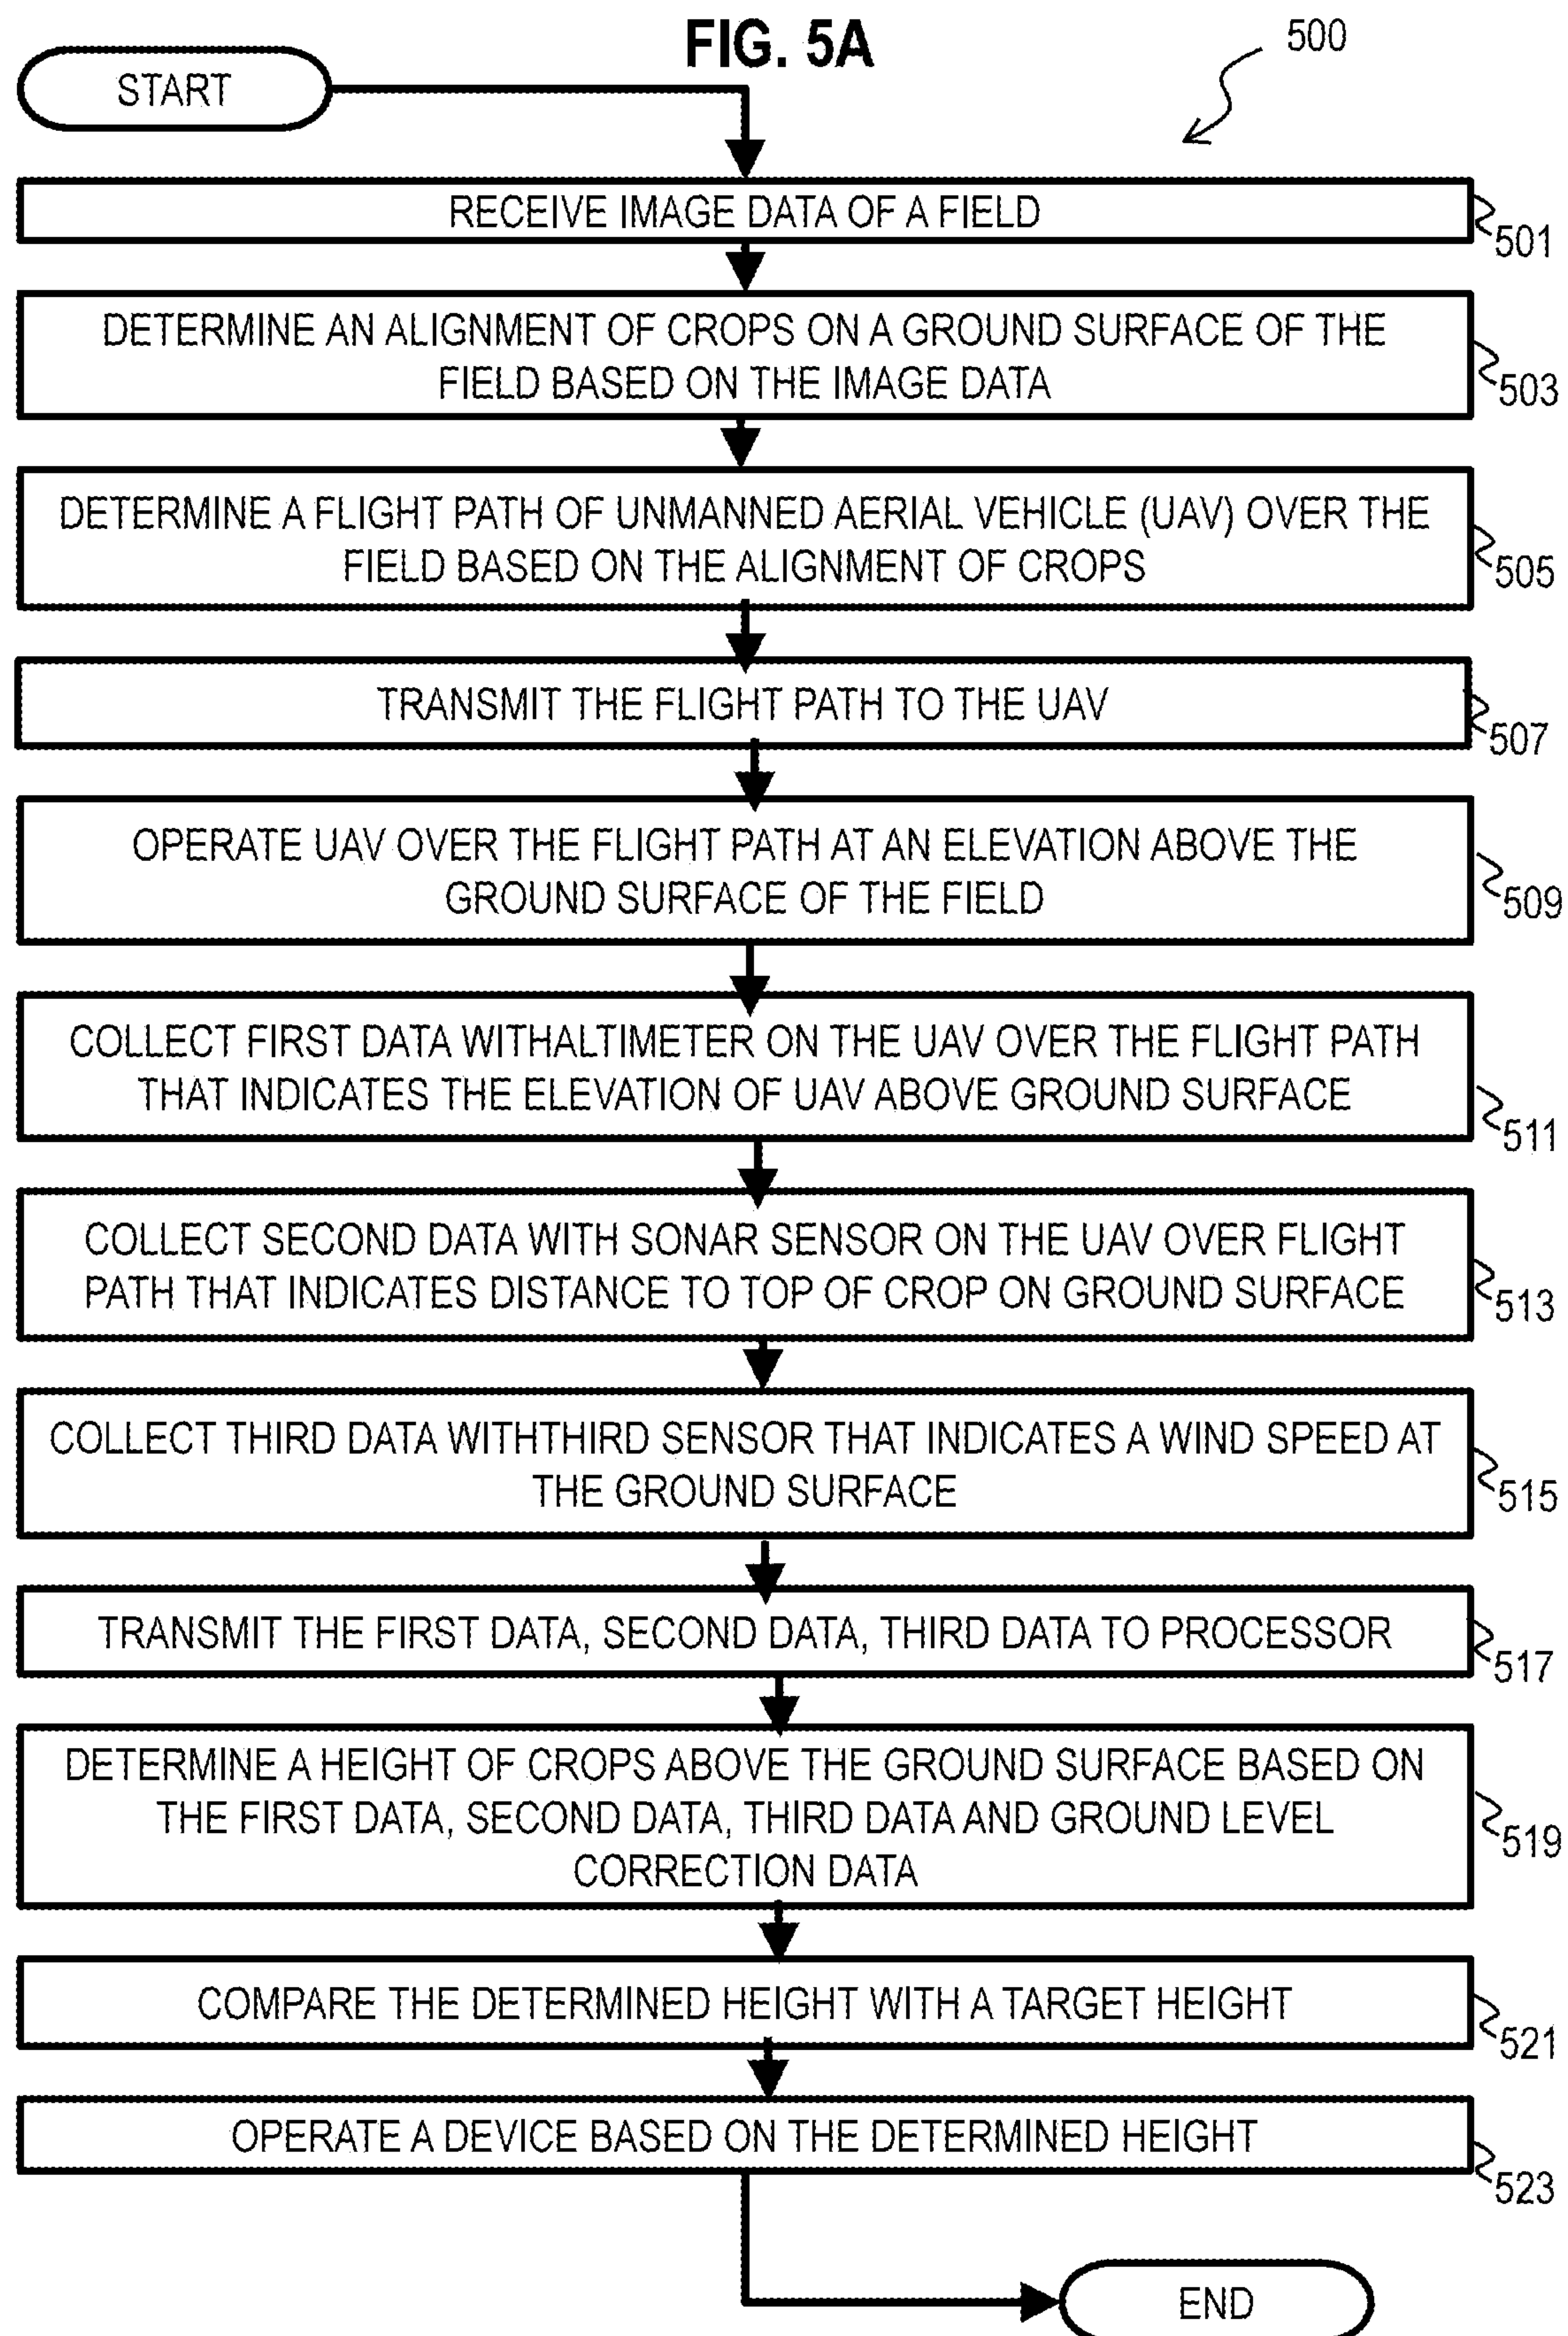 FIG. 5A
500
START
RECEIVE IMAGE DATA OF A FIELD
501
DETERMINE AN ALIGNMENT OF CROPS ON A GROUND SURFACE OF THE
FIELD BASED ON THE IMAGE DATA
503
DETERMINE A FLIGHT PATH OF UNMANNED AERIAL VEHICLE (UAV) OVER THE
FIELD BASED ON THE ALIGNMENT OF CROPS
505
TRANSMIT THE FLIGHT PATH TO THE UAV
507
OPERATE UAV OVER THE FLIGHT PATH AT AN ELEVATION ABOVE THE
GROUND SURFACE OF THE FIELD
509
COLLECT FIRST DATA WITHALTIMETER ON THE UAV OVER THE FLIGHT PATH
THAT INDICATES THE ELEVATION OF UAV ABOVE GROUND SURFACE
511
COLLECT SECOND DATA WITH SONAR SENSOR ON THE UAV OVER FLIGHT
PATH THAT INDICATES DISTANCE TO TOP OF CROP ON GROUND SURFACE
513
COLLECT THIRD DATA WITHTHIRD SENSOR THAT INDICATES A WIND SPEED AT
THE GROUND SURFACE
515
TRANSMIT THE FIRST DATA, SECOND DATA, THIRD DATA TO PROCESSOR
517
DETERMINE A HEIGHT OF CROPS ABOVE THE GROUND SURFACE BASED ON
THE FIRST DATA, SECOND DATA, THIRD DATA AND GROUND LEVEL
CORRECTION DATA
519
COMPARE THE DETERMINED HEIGHT WITH A TARGET HEIGHT
521
OPERATE A DEVICE BASED ON THE DETERMINED HEIGHT
523
END